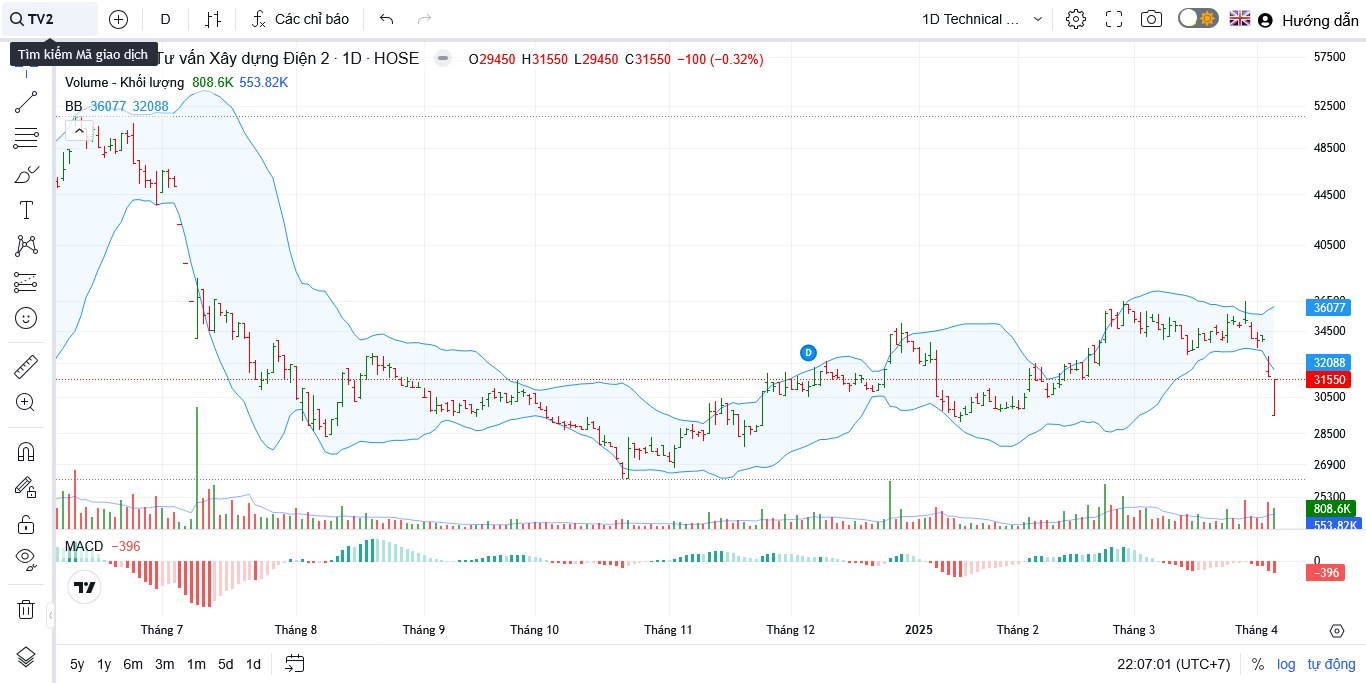 TV2 D Các chỉ báo 1D Technical ... Hướng dẫn
Tìm kiếm Mã giao dịch
Tư vấn Xây dựng Điện 2 · 1D · HOSE O29450 H31550 L29450 C31550 −100 (−0.32%)
Volume - Khối lượng 808.6K 553.82K
BB 36077 32088
57500
52500
48500
44500
40500
36077
34500
32088
31550
30500
28500
26900
25300
808.6K
553.82K
D
MACD −396
0
−396
Tháng 7 Tháng 8 Tháng 9 Tháng 10 Tháng 11 Tháng 12 2025 Tháng 2 Tháng 3 Tháng 4
5y 1y 6m 3m 1m 5d 1d 22:07:01 (UTC+7) % log tự động